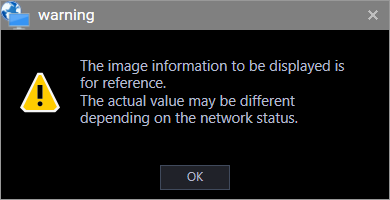 warning
The image information to be displayed is
for reference.
The actual value may be different
depending on the network status.
OK